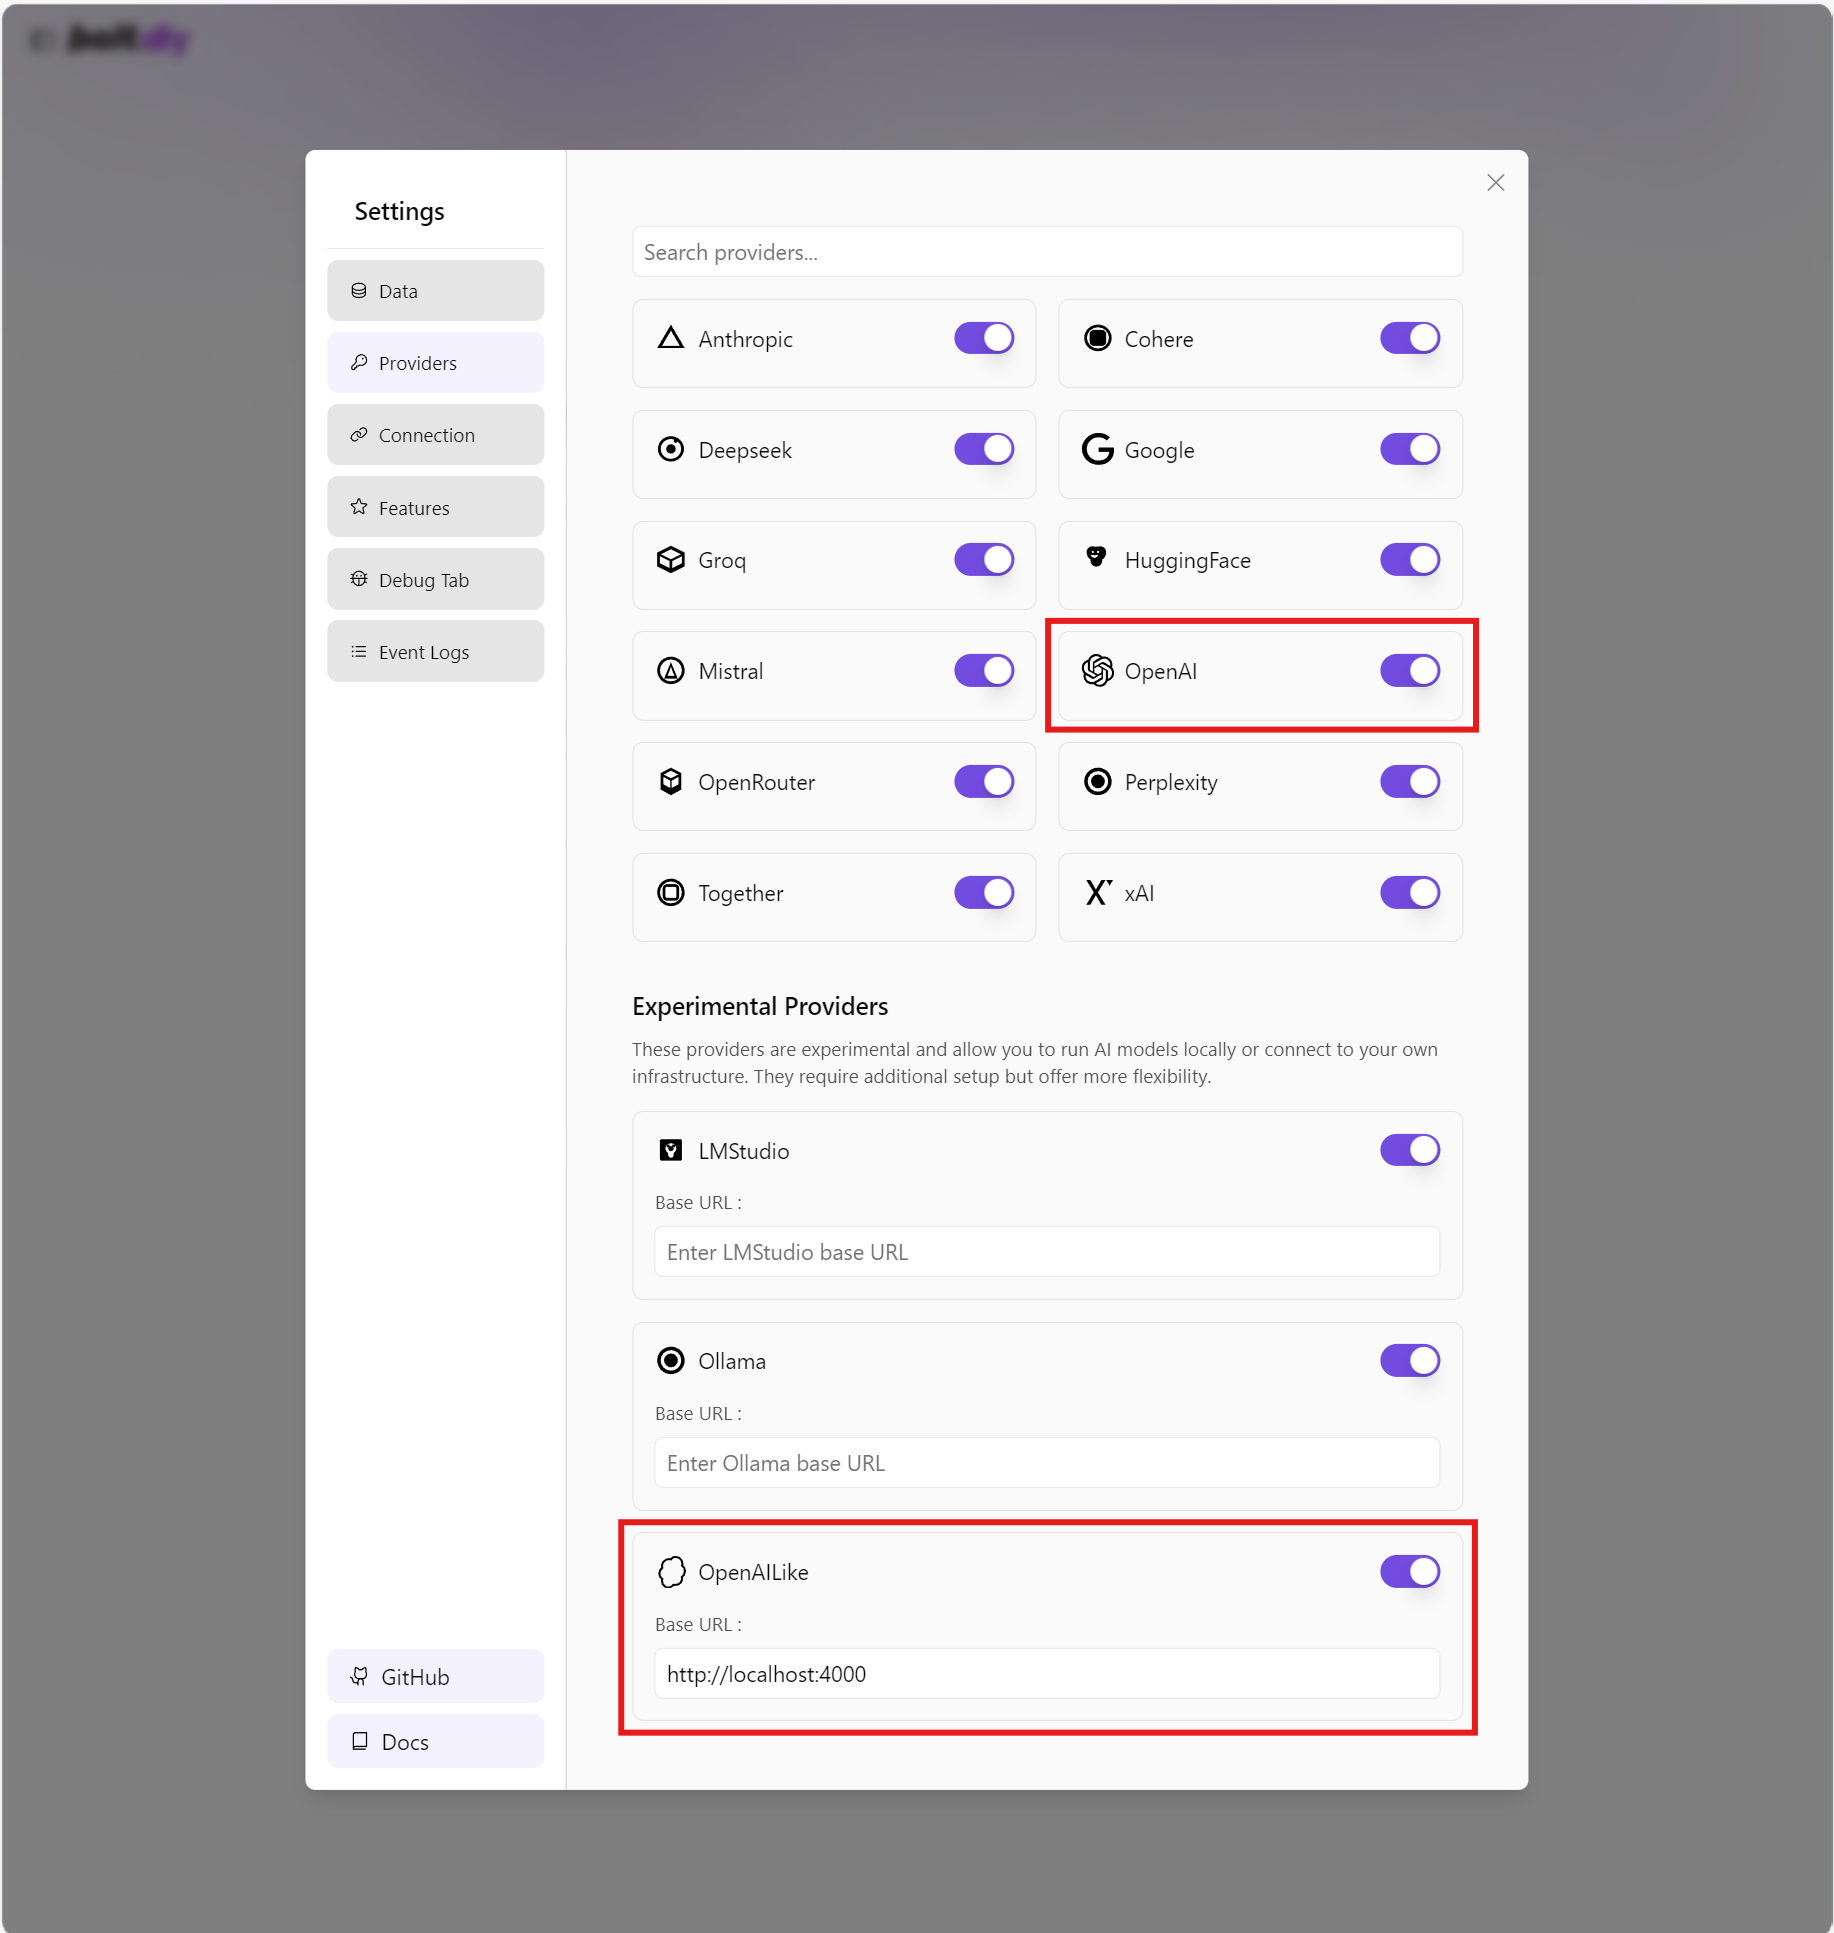 bolt.diy
Settings
Data
Providers
Connection
Features
Debug Tab
Event Logs
GitHub
Docs
Search providers...
Anthropic
Cohere
Deepseek
Google
Groq
HuggingFace
Mistral
OpenAI
OpenRouter
Perplexity
Together
xAI
Experimental Providers
These providers are experimental and allow you to run AI models locally or connect to your own
infrastructure. They require additional setup but offer more flexibility.
LMStudio
Base URL :
Enter LMStudio base URL
Ollama
Base URL :
Enter Ollama base URL
OpenAILike
Base URL :
http://localhost:4000